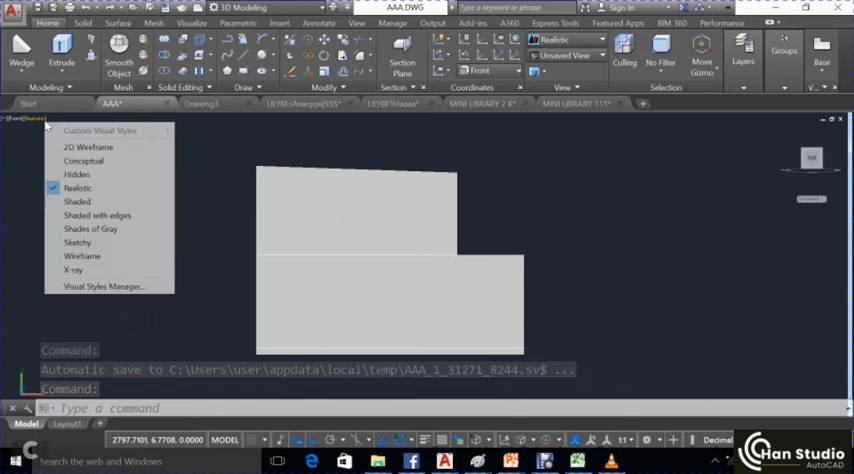 3D Modeling
AAA.DWG
Type a keyword or phrase
Sign In
Home
Solid
Surface
Mesh
Visualize
Parametric
Insert
Annotate
View
Manage
Output
Add-ins
A360
Express Tools
Featured Apps
BIM 360
Performance
Wedge
Extrude
Smooth
Object
Section
Plane
Front
Realistic
Unsaved View
Culling
No Filter
Move
Gizmo
Layers
Groups
Base
Modeling
Mesh
Solid Editing
Draw
Modify
Section
Coordinates
View
Selection
V...
Start
AAA*
Drawing3
LILYBEsAswqqwjSSS*
LILYBETHaaaa*
MINI LIBRARY 2 K*
MINI LIBRARY 111*
[-][Front][Realistic]
Custom Visual Styles
2D Wireframe
Conceptual
Hidden
Realistic
Shaded
Shaded with edges
Shades of Gray
Sketchy
Wireframe
X-ray
Visual Styles Manager...
TOP
Command:
Automatic save to C:\Users\user\appdata\local\temp\AAA_1_31271_8244.sv$ ...
Command:
Type a command
Model
Layout1
2797.7101, 6.7708, 0.0000
MODEL
1:1
Decimal
Search the web and Windows
Han Studio
AutoCAD